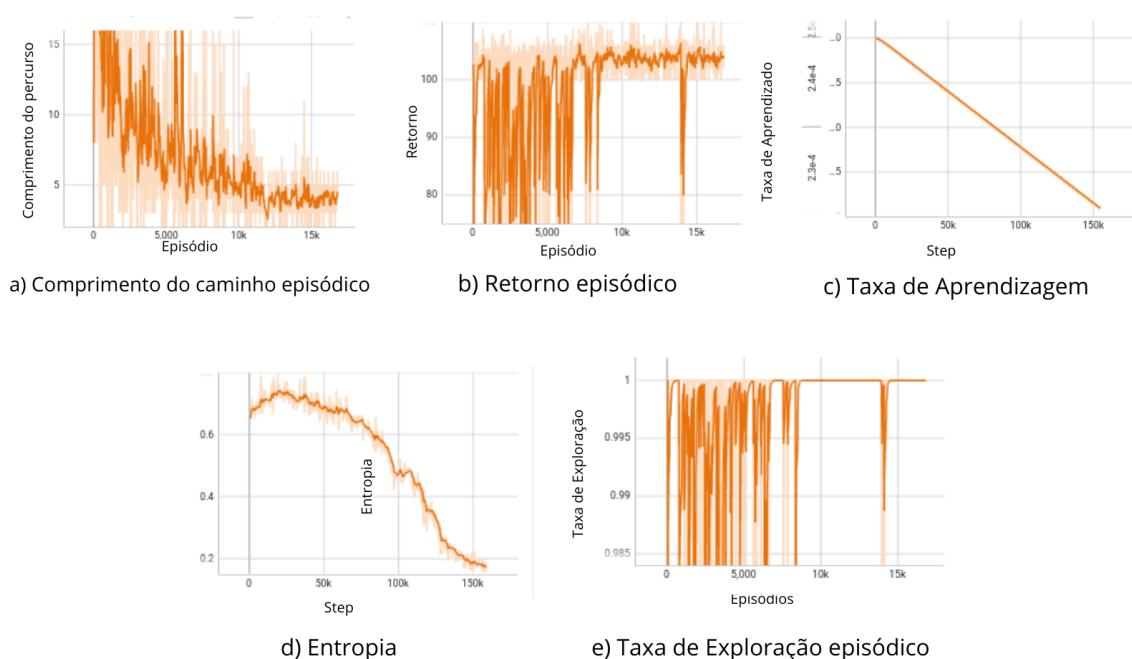 15
10
5
0
5,000
10k
15k
Comprimento do percurso
Episódio
a) Comprimento do caminho episódico
100
90
80
0
5,000
10k
15k
Retorno
Episódio
b) Retorno episódico
...0
2.4e-4
...5
...0
2.3e-4
...5
0
50k
100k
150k
Taxa de Aprendizado
Step
c) Taxa de Aprendizagem
0.6
0.4
0.2
0
50k
100k
150k
Entropia
Step
d) Entropia
1
0.995
0.99
0.985
0
5,000
10k
15k
Taxa de Exploração
Episódios
e) Taxa de Exploração episódico